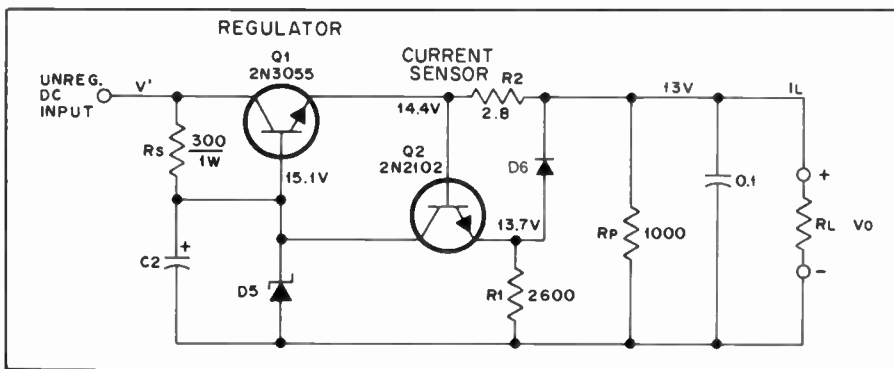 REGULATOR
Q1
2N3055
CURRENT
SENSOR
R2
2.8
UNREG.
DC
INPUT
V'
14.4V
13V
IL
RS
300
1W
15.1V
Q2
2N2102
D6
13.7V
C2
+
D5
R1
2600
RP
1000
0.1
+
RL
VO
-